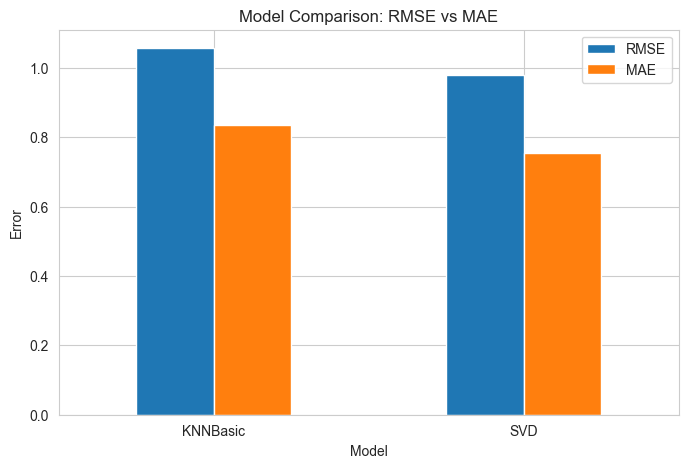 Model Comparison: RMSE vs MAE
RMSE
MAE
1.0
0.8
0.6
0.4
0.2
0.0
Error
KNNBasic
SVD
Model